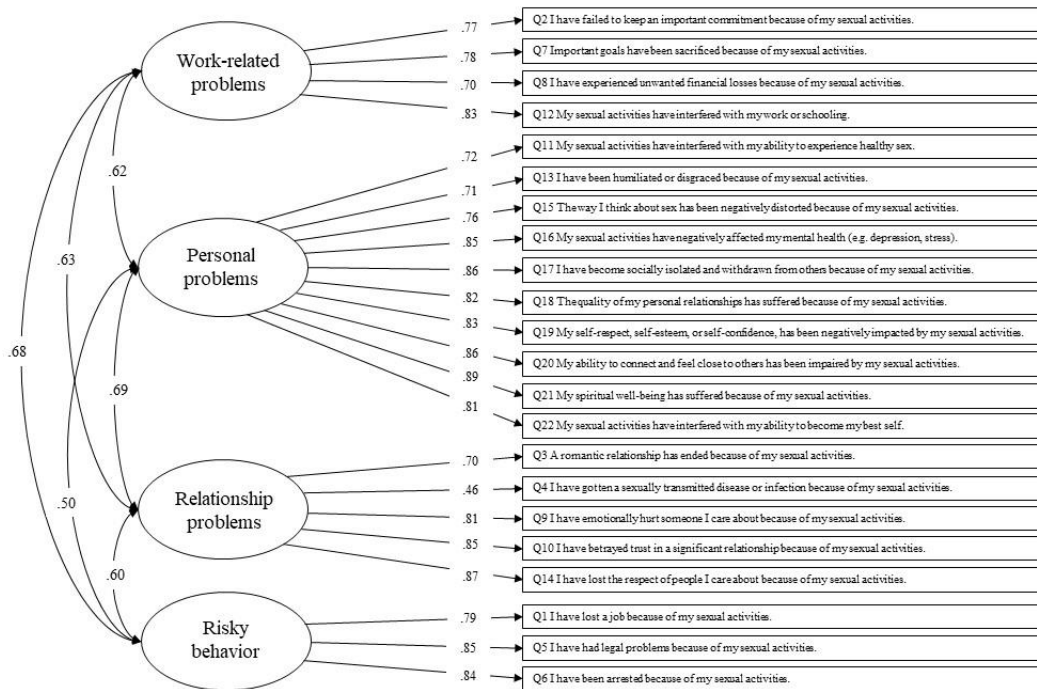 Work-related
problems
Personal
problems
Relationship
problems
Risky
behavior
.62
.63
.68
.69
.50
.60
.77
.78
.70
.83
.72
.71
.76
.85
.86
.82
.83
.86
.89
.81
.70
.46
.81
.85
.87
.79
.85
.84
Q2 I have failed to keep an important commitment because of my sexual activities.
Q7 Important goals have been sacrificed because of my sexual activities.
Q8 I have experienced unwanted financial losses because of my sexual activities.
Q12 My sexual activities have interfered with my work or schooling.
Q11 My sexual activities have interfered with my ability to experience healthy sex.
Q13 I have been humiliated or disgraced because of my sexual activities.
Q15 The way I think about sex has been negatively distorted because of my sexual activities.
Q16 My sexual activities have negatively affected my mental health (e.g. depression, stress).
Q17 I have become socially isolated and withdrawn from others because of my sexual activities.
Q18 The quality of my personal relationships has suffered because of my sexual activities.
Q19 My self-respect, self-esteem, or self-confidence, has been negatively impacted by my sexual activities.
Q20 My ability to connect and feel close to others has been impaired by my sexual activities.
Q21 My spiritual well-being has suffered because of my sexual activities.
Q22 My sexual activities have interfered with my ability to become my best self.
Q3 A romantic relationship has ended because of my sexual activities.
Q4 I have gotten a sexually transmitted disease or infection because of my sexual activities.
Q9 I have emotionally hurt someone I care about because of my sexual activities.
Q10 I have betrayed trust in a significant relationship because of my sexual activities.
Q14 I have lost the respect of people I care about because of my sexual activities.
Q1 I have lost a job because of my sexual activities.
Q5 I have had legal problems because of my sexual activities.
Q6 I have been arrested because of my sexual activities.